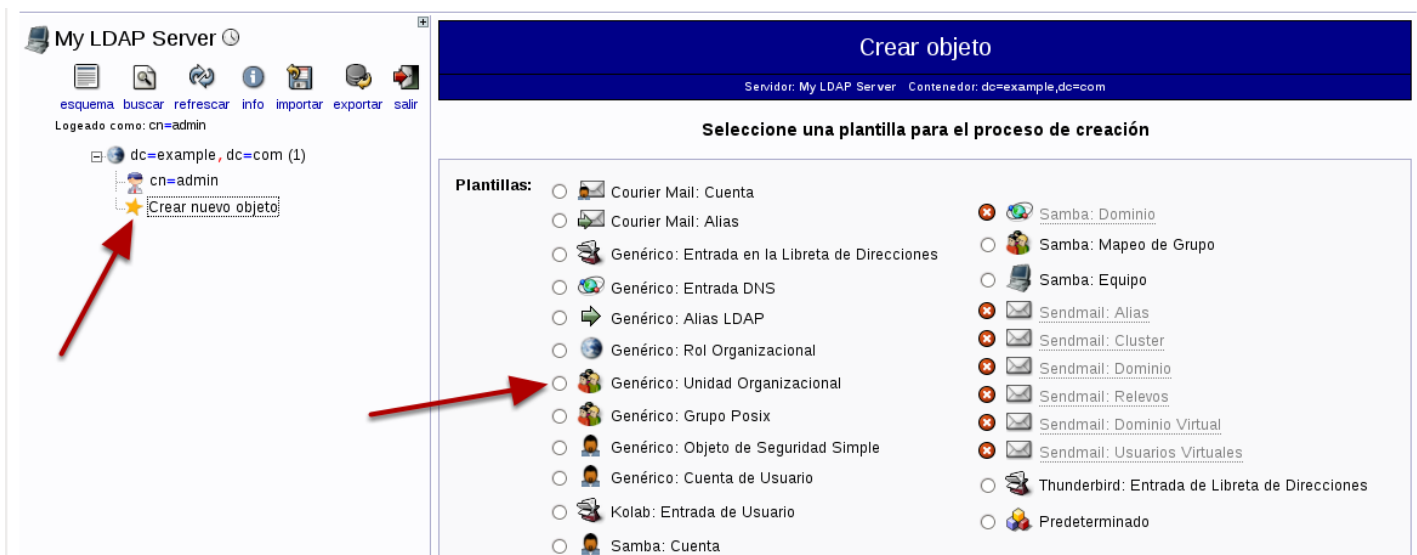 My LDAP Server
esquema buscar refrescar info importar exportar salir
Logeado como: cn=admin
dc=example,dc=com (1)
cn=admin
Crear nuevo objeto
Crear objeto
Servidor: My LDAP Server Contenedor: dc=example,dc=com
Seleccione una plantilla para el proceso de creación
Plantillas:
Courier Mail: Cuenta
Courier Mail: Alias
Genérico: Entrada en la Libreta de Direcciones
Genérico: Entrada DNS
Genérico: Alias LDAP
Genérico: Rol Organizacional
Genérico: Unidad Organizacional
Genérico: Grupo Posix
Genérico: Objeto de Seguridad Simple
Genérico: Cuenta de Usuario
Kolab: Entrada de Usuario
Samba: Cuenta
Samba: Dominio
Samba: Mapeo de Grupo
Samba: Equipo
Sendmail: Alias
Sendmail: Cluster
Sendmail: Dominio
Sendmail: Relevos
Sendmail: Dominio Virtual
Sendmail: Usuarios Virtuales
Thunderbird: Entrada de Libreta de Direcciones
Predeterminado